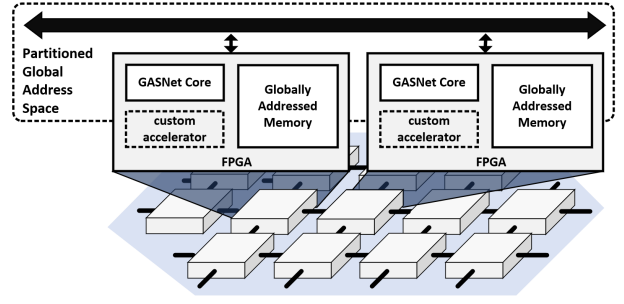 Partitioned
Global
Address
Space
GASNet Core
custom
accelerator
Globally
Addressed
Memory
FPGA
GASNet Core
custom
accelerator
Globally
Addressed
Memory
FPGA